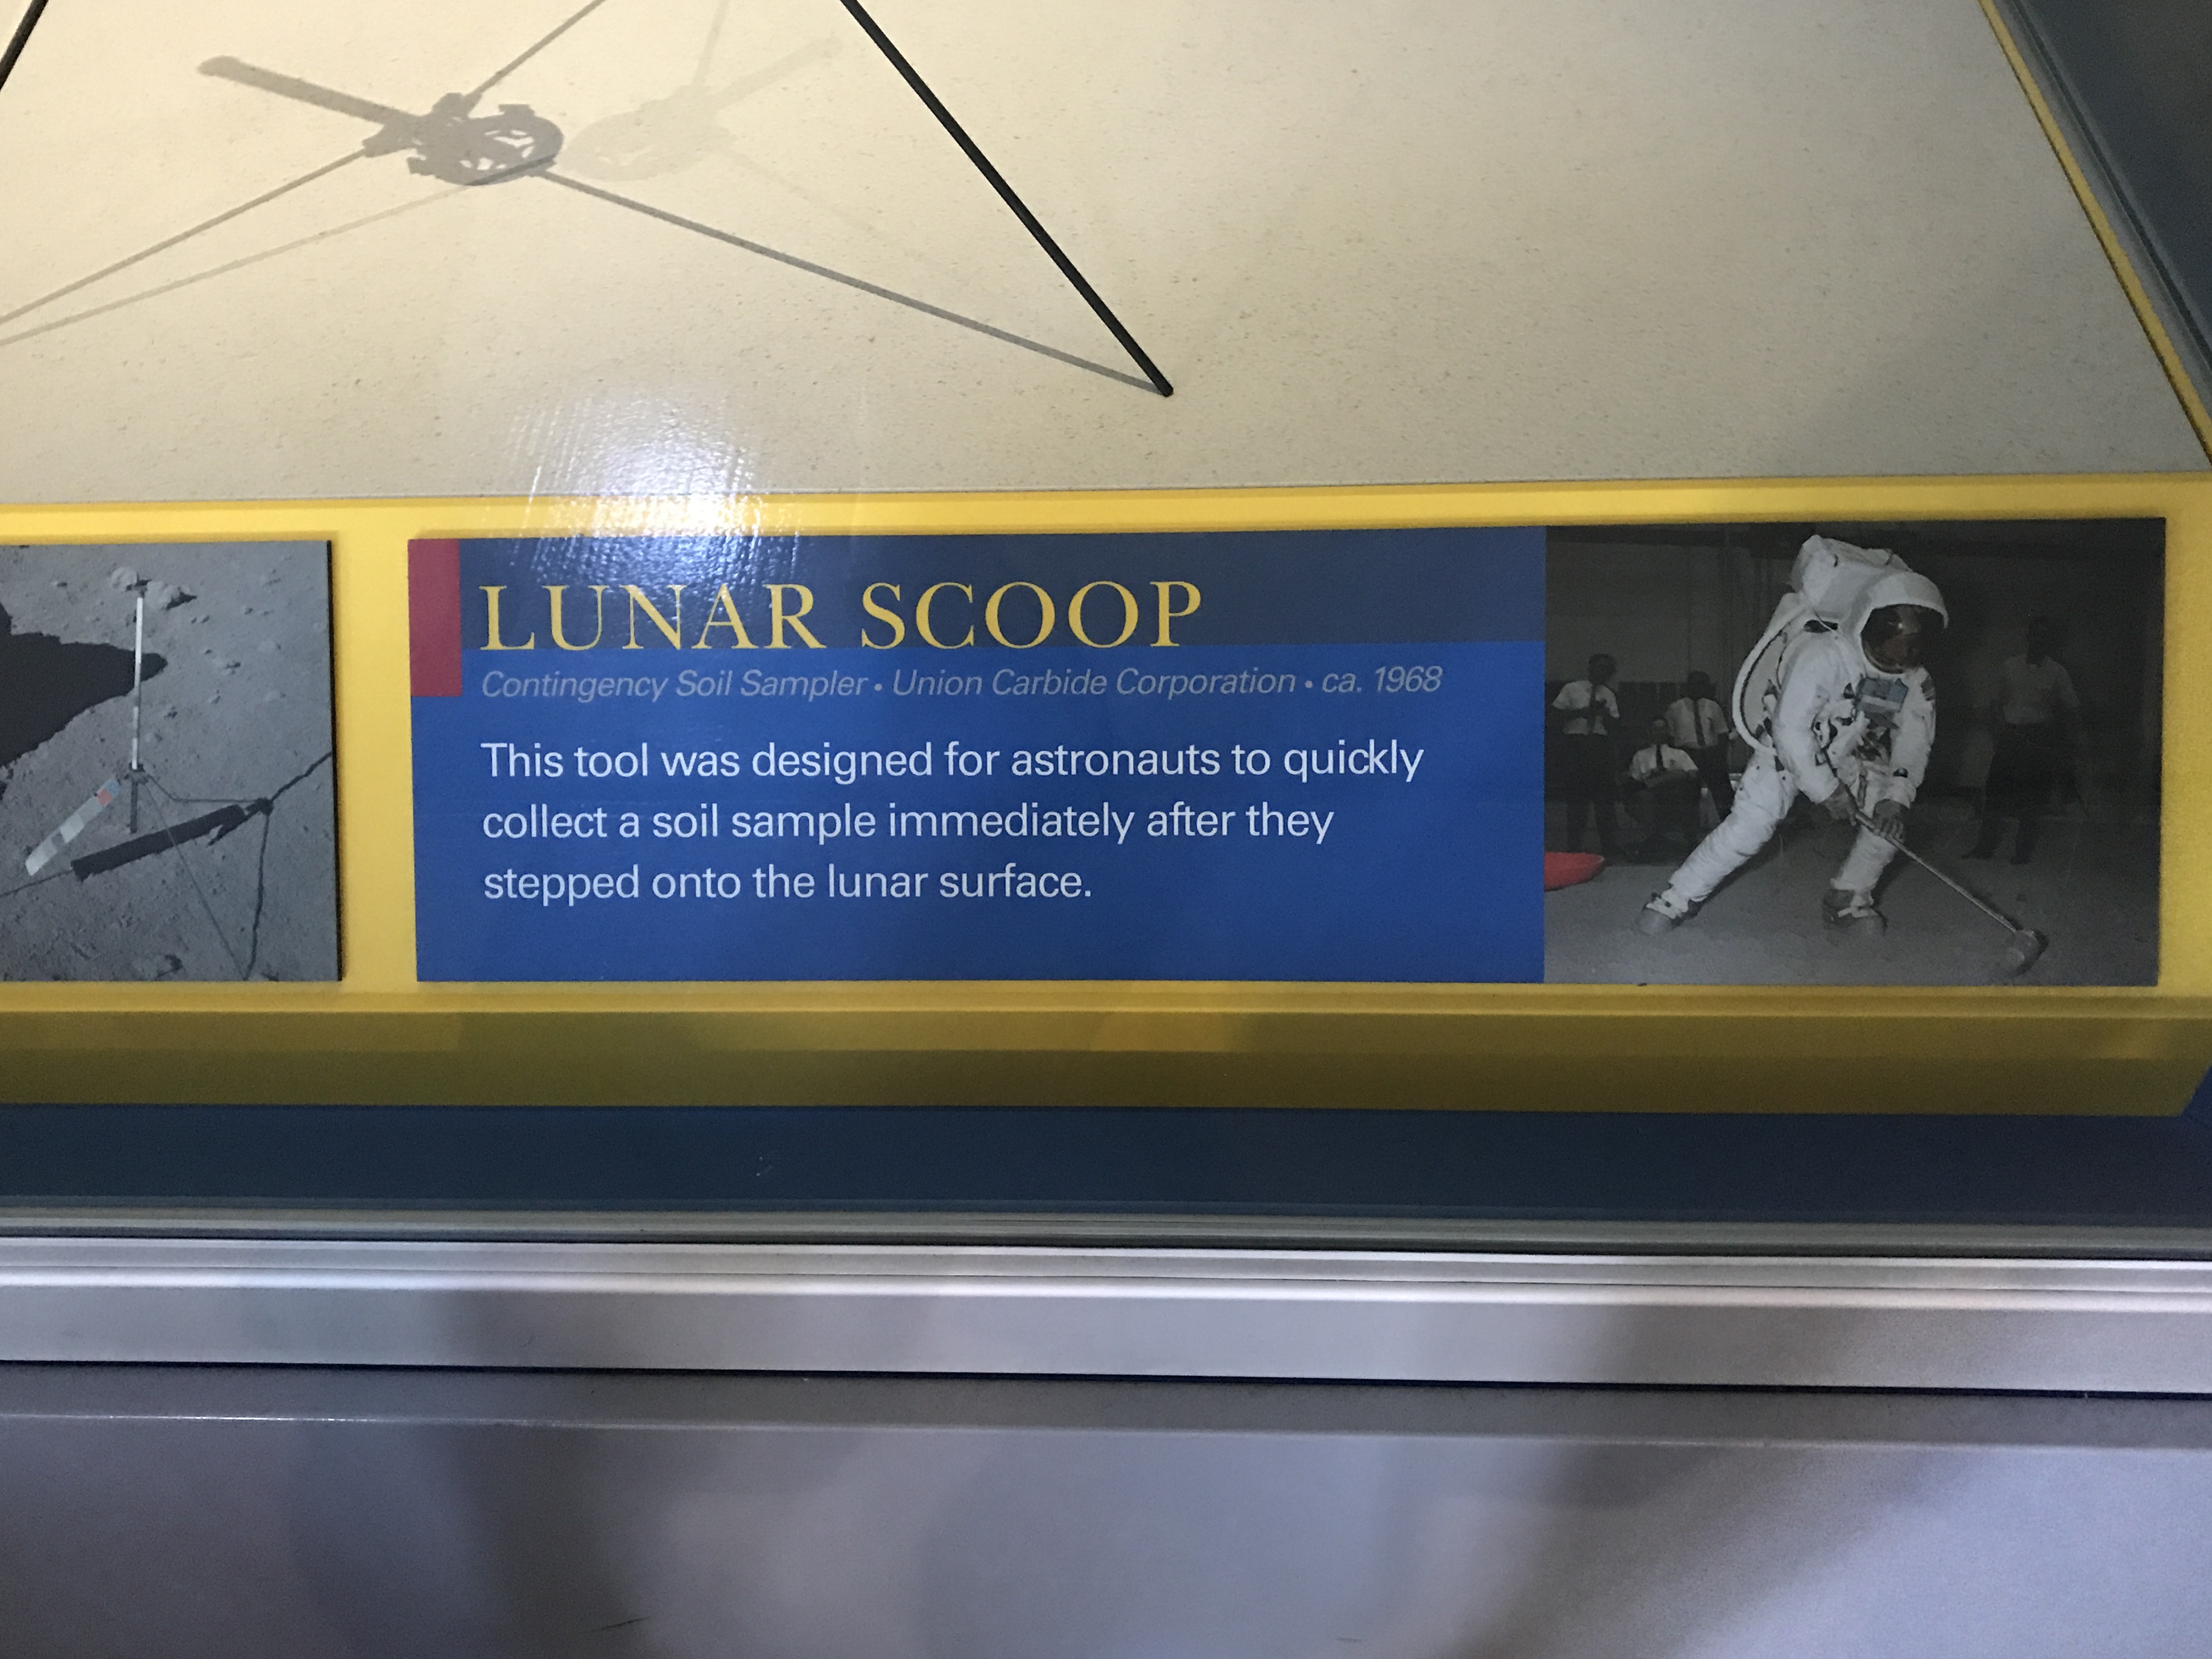 LUNAR SCOOP
Contingency Soil Sampler • Union Carbide Corporation • ca. 1968
This tool was designed for astronauts to quickly
collect a soil sample immediately after they
stepped onto the lunar surface.